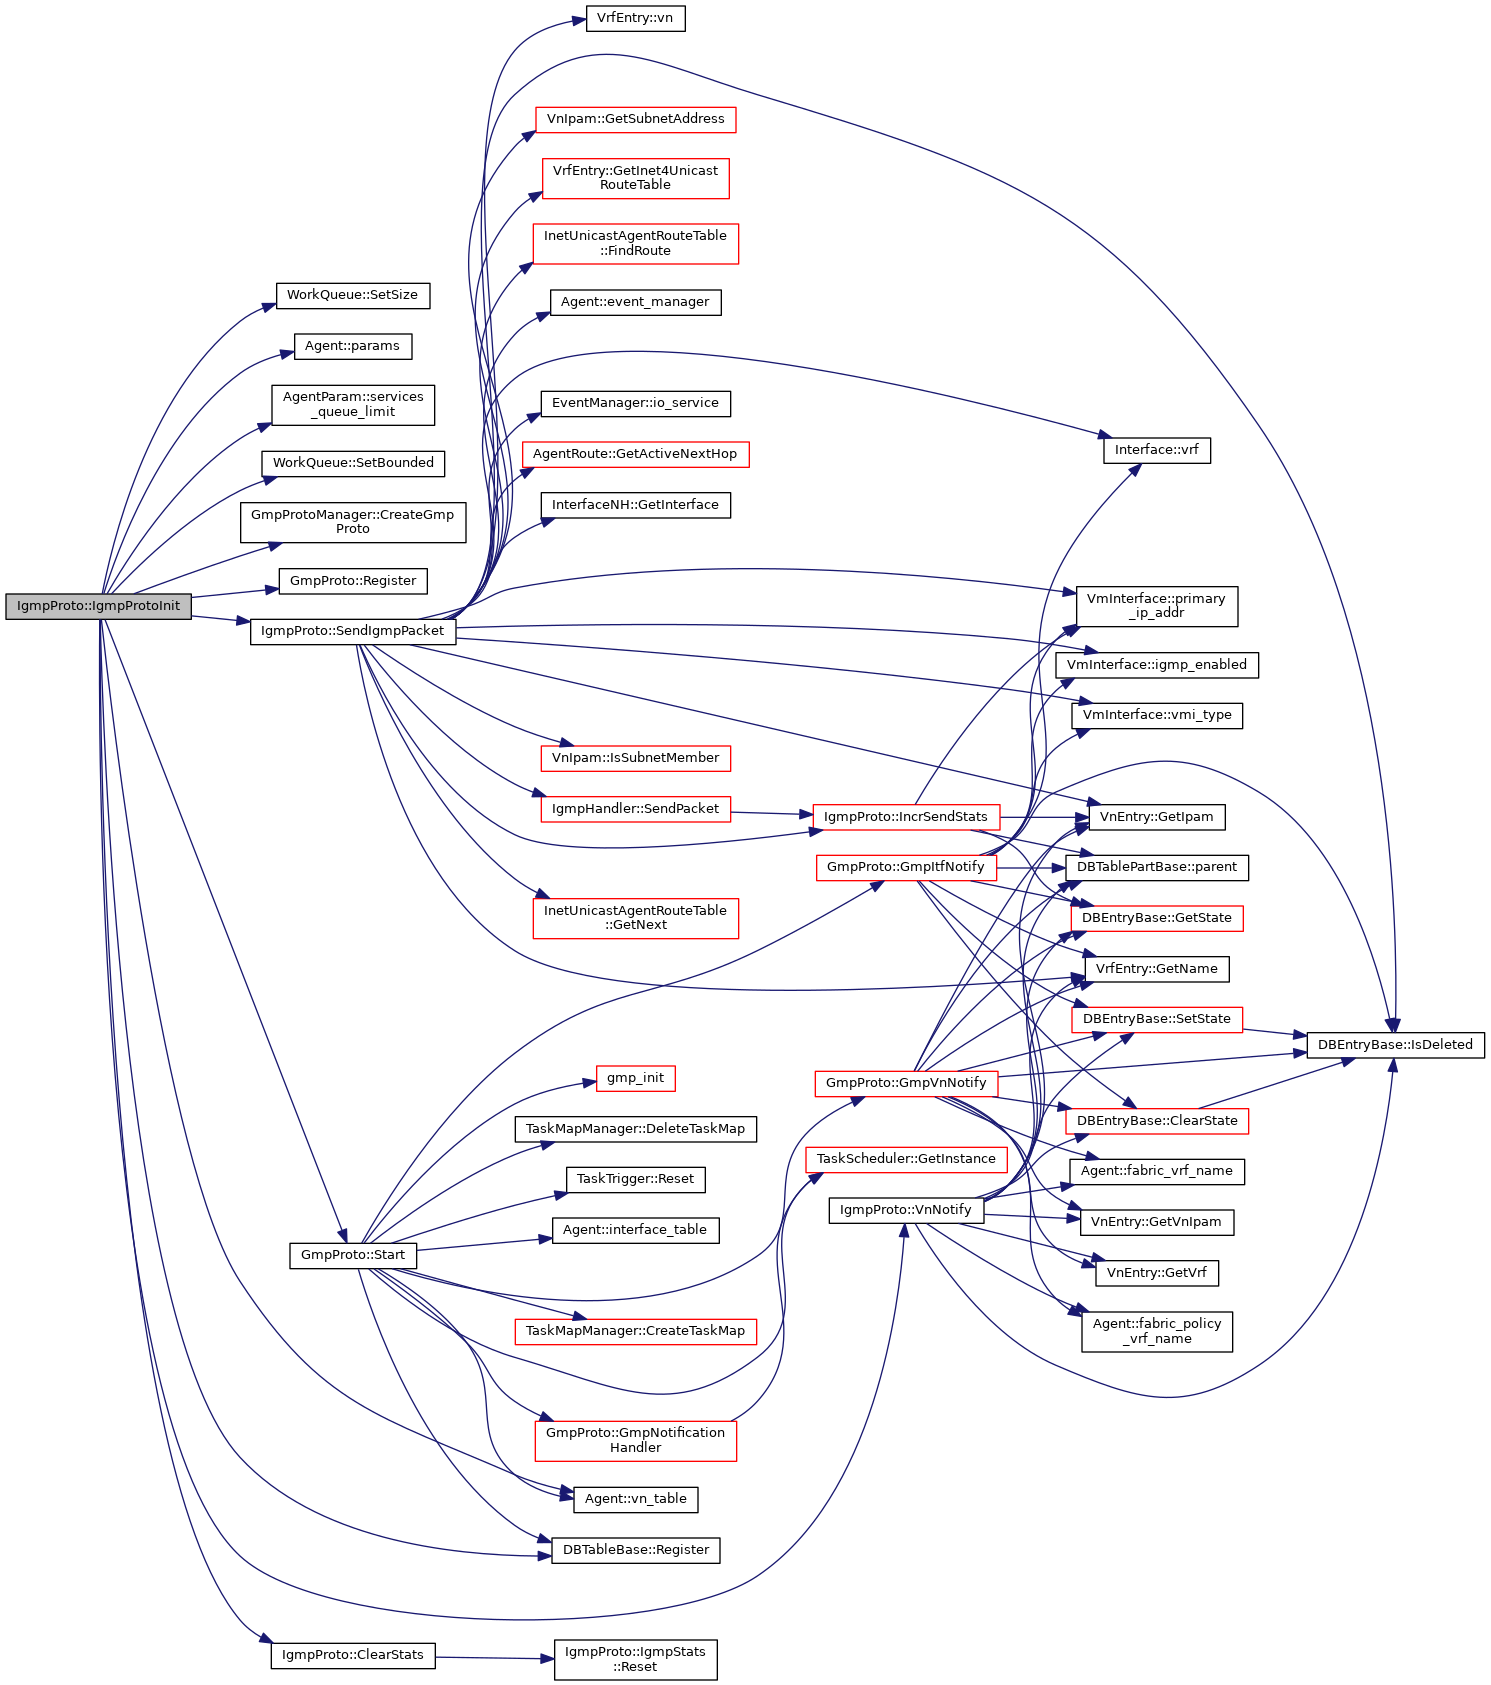 VrfEntry::vn
VnIpam::GetSubnetAddress
VrfEntry::GetInet4Unicast
RouteTable
InetUnicastAgentRouteTable
::FindRoute
WorkQueue::SetSize
Agent::event_manager
Agent::params
AgentParam::services
_queue_limit
EventManager::io_service
Interface::vrf
WorkQueue::SetBounded
AgentRoute::GetActiveNextHop
InterfaceNH::GetInterface
GmpProtoManager::CreateGmp
Proto
GmpProto::Register
IgmpProto::IgmpProtoInit
VmInterface::primary
_ip_addr
IgmpProto::SendIgmpPacket
VmInterface::igmp_enabled
VmInterface::vmi_type
VnIpam::IsSubnetMember
IgmpHandler::SendPacket
IgmpProto::IncrSendStats
VnEntry::GetIpam
GmpProto::GmpItfNotify
DBTablePartBase::parent
InetUnicastAgentRouteTable
::GetNext
DBEntryBase::GetState
VrfEntry::GetName
DBEntryBase::SetState
DBEntryBase::IsDeleted
gmp_init
GmpProto::GmpVnNotify
TaskMapManager::DeleteTaskMap
DBEntryBase::ClearState
TaskScheduler::GetInstance
Agent::fabric_vrf_name
TaskTrigger::Reset
IgmpProto::VnNotify
VnEntry::GetVnIpam
Agent::interface_table
GmpProto::Start
VnEntry::GetVrf
TaskMapManager::CreateTaskMap
Agent::fabric_policy
_vrf_name
GmpProto::GmpNotification
Handler
Agent::vn_table
DBTableBase::Register
IgmpProto::ClearStats
IgmpProto::IgmpStats
::Reset